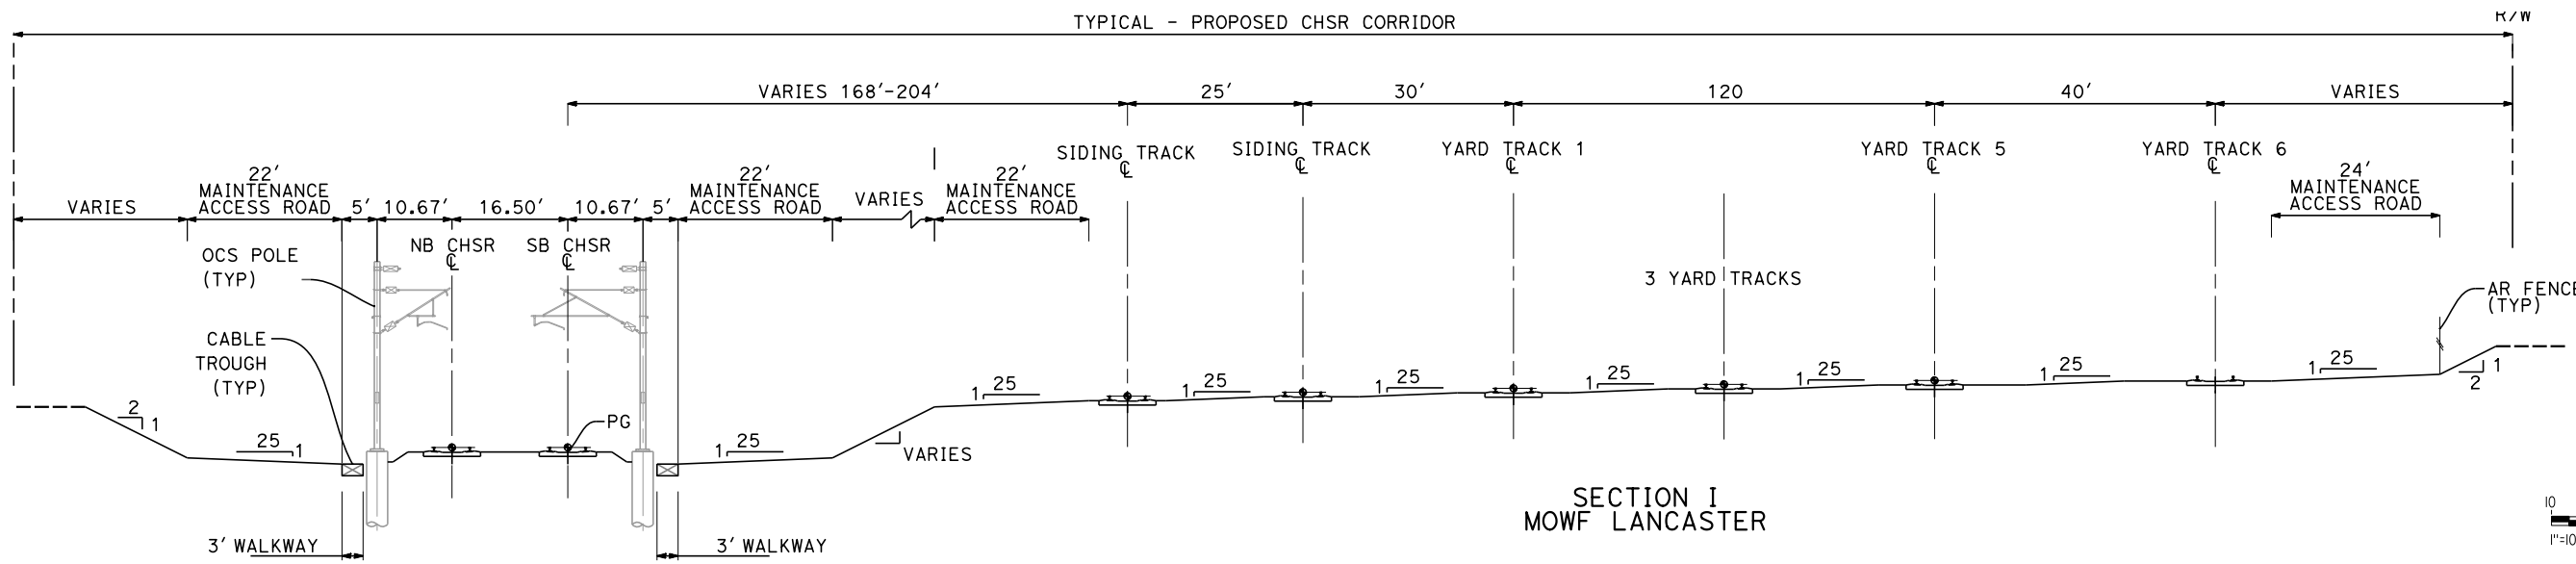 TYPICAL - PROPOSED CHSR CORRIDOR
R/W
VARIES 168'-204'
25'
30'
120
40'
VARIES
SIDING TRACK
℄
SIDING TRACK
℄
YARD TRACK 1
℄
YARD TRACK 5
℄
YARD TRACK 6
℄
VARIES
22'
MAINTENANCE
ACCESS ROAD
5'
10.67'
16.50'
10.67'
5'
22'
MAINTENANCE
ACCESS ROAD
VARIES
22'
MAINTENANCE
ACCESS ROAD
24'
MAINTENANCE
ACCESS ROAD
OCS POLE
(TYP)
NB CHSR
℄
SB CHSR
℄
3 YARD TRACKS
AR FENCE
(TYP)
CABLE
TROUGH
(TYP)
2
1
25
1
PG
1
25
VARIES
1
25
1
25
1
25
1
25
1
25
1
25
1
25
1
2
SECTION I
MOWF LANCASTER
3' WALKWAY
3' WALKWAY
10
1"=10